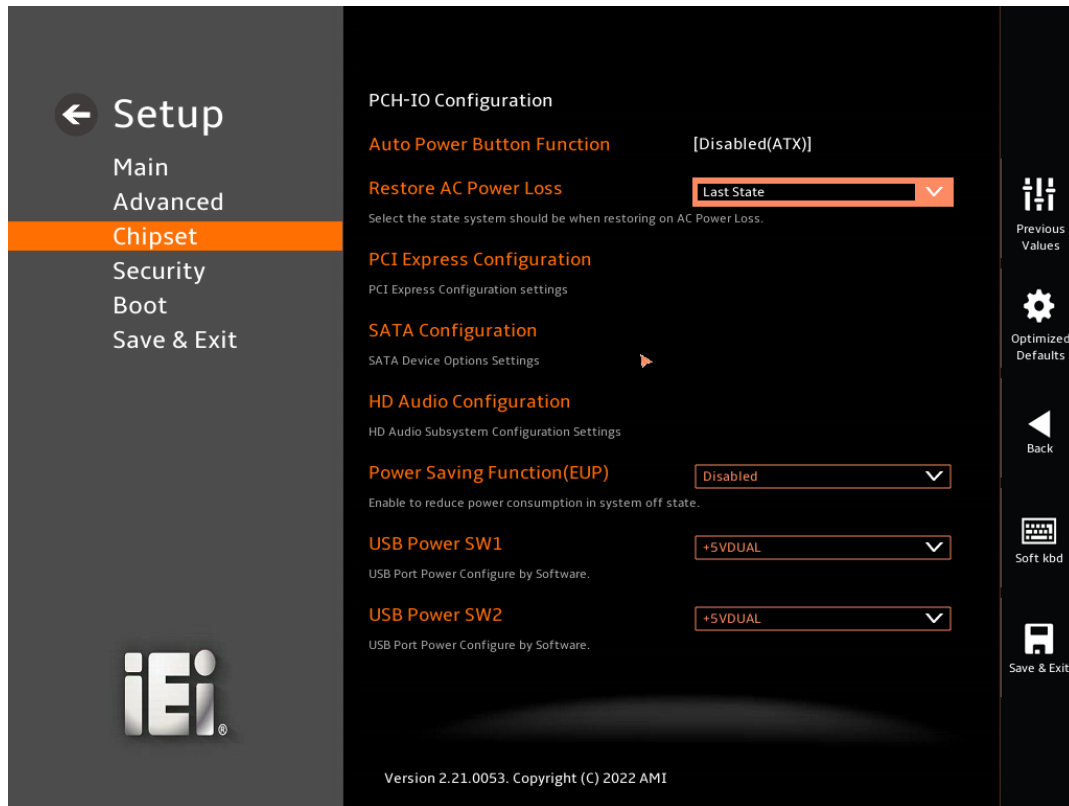 Setup
Main
Advanced
Chipset
Security
Boot
Save & Exit
iEi®
PCH-IO Configuration
Auto Power Button Function [Disabled(ATX)]
Restore AC Power Loss Last State
Select the state system should be when restoring on AC Power Loss.
PCI Express Configuration
PCI Express Configuration settings
SATA Configuration
SATA Device Options Settings
HD Audio Configuration
HD Audio Subsystem Configuration Settings
Power Saving Function(EUP) Disabled
Enable to reduce power consumption in system off state.
USB Power SW1 +5VDUAL
USB Port Power Configure by Software.
USB Power SW2 +5VDUAL
USB Port Power Configure by Software.
Version 2.21.0053. Copyright (C) 2022 AMI
Previous
Values
Optimized
Defaults
Back
Soft kbd
Save & Exit